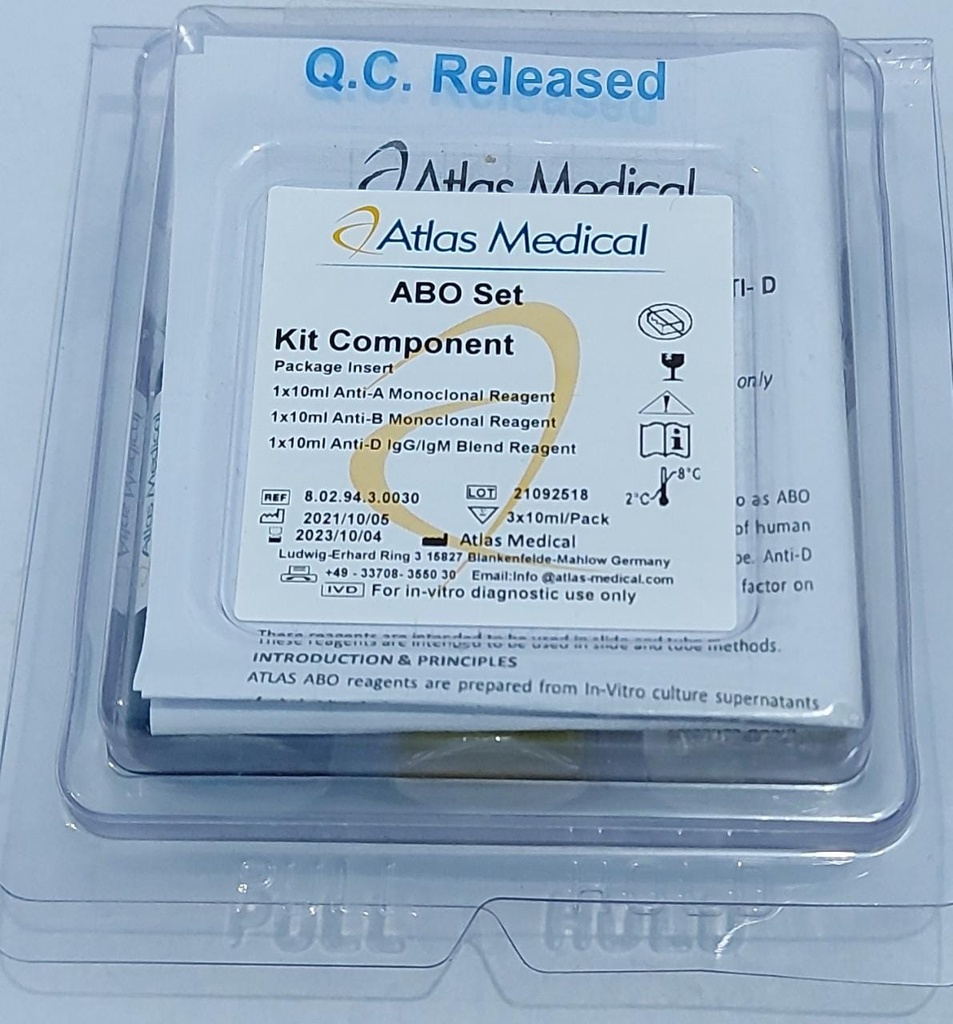 Q.C. Released
Atlas Medical
Atlas Medical
ABO Set
TI- D
Kit Component
Package Insert
only
1x10ml Anti-A Monoclonal Reagent
1x10ml Anti-B Monoclonal Reagent
1x10ml Anti-D IgG/IgM Blend Reagent
8°C
2°C
REF 8.02.94.3.0030
LOT 21092518
o as ABO
2021/10/05
3x10ml/Pack
of human
2023/10/04
Atlas Medical
Ludwig-Erhard Ring 3 15827 Blankenfelde-Mahlow Germany
pe. Anti-D
+49 - 33708- 3550 30 Email:Info @atlas-medical.com
factor on
IVD For in-vitro diagnostic use only
These reagents are intended to be used in slide and tube methods.
INTRODUCTION & PRINCIPLES
ATLAS ABO reagents are prepared from In-Vitro culture supernatants
PULL
HOLD